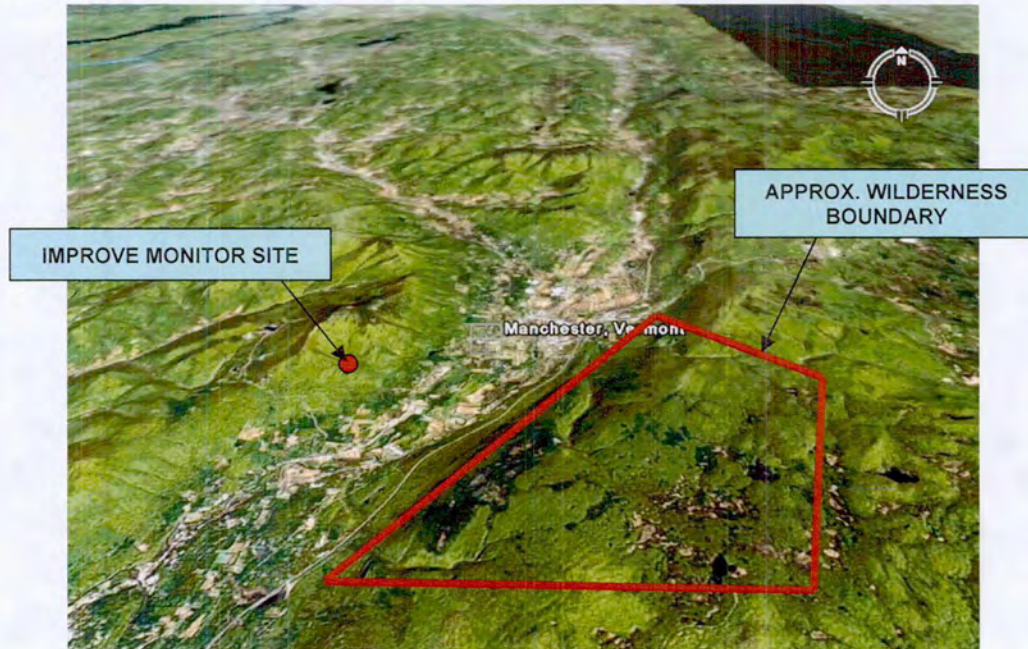 N
APPROX. WILDERNESS
BOUNDARY
IMPROVE MONITOR SITE
Manchester, Vermont